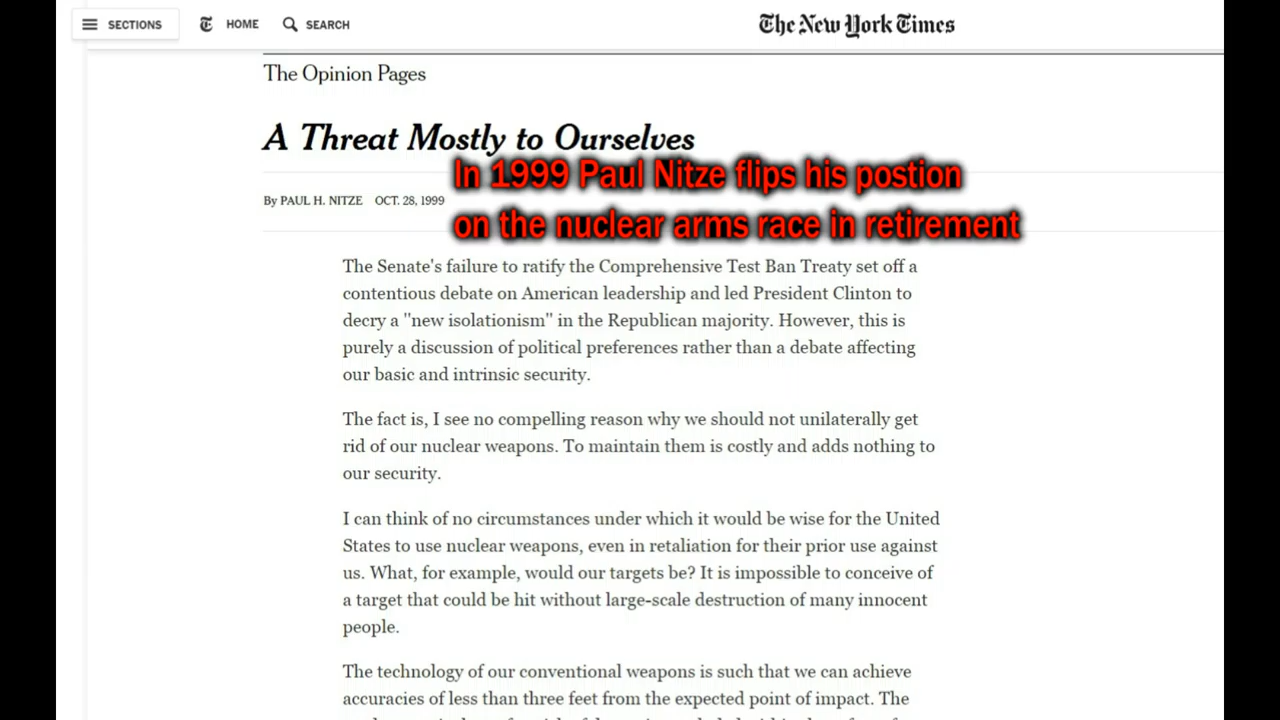 SECTIONS HOME SEARCH The New York Times
The Opinion Pages
A Threat Mostly to Ourselves
In 1999 Paul Nitze flips his postion
By PAUL H. NITZE OCT. 28, 1999
on the nuclear arms race in retirement
The Senate's failure to ratify the Comprehensive Test Ban Treaty set off a
contentious debate on American leadership and led President Clinton to
decry a "new isolationism" in the Republican majority. However, this is
purely a discussion of political preferences rather than a debate affecting
our basic and intrinsic security.
The fact is, I see no compelling reason why we should not unilaterally get
rid of our nuclear weapons. To maintain them is costly and adds nothing to
our security.
I can think of no circumstances under which it would be wise for the United
States to use nuclear weapons, even in retaliation for their prior use against
us. What, for example, would our targets be? It is impossible to conceive of
a target that could be hit without large-scale destruction of many innocent
people.
The technology of our conventional weapons is such that we can achieve
accuracies of less than three feet from the expected point of impact. The